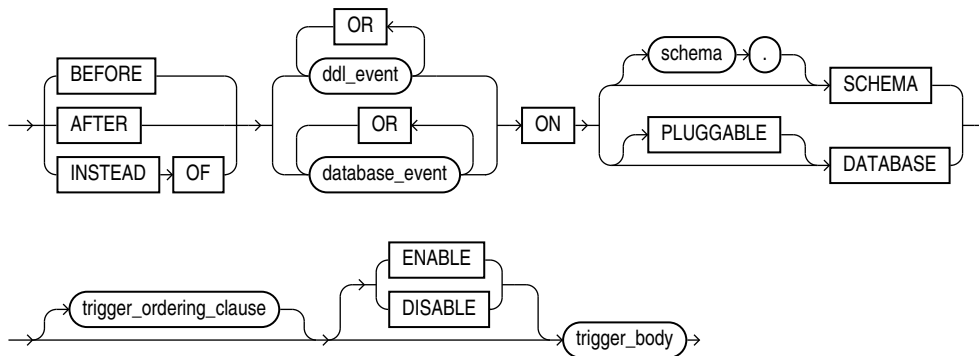 OR
ddl_event
BEFORE
AFTER
INSTEAD OF
OR
database_event
ON
schema .
SCHEMA
PLUGGABLE
DATABASE
trigger_ordering_clause
ENABLE
DISABLE
trigger_body